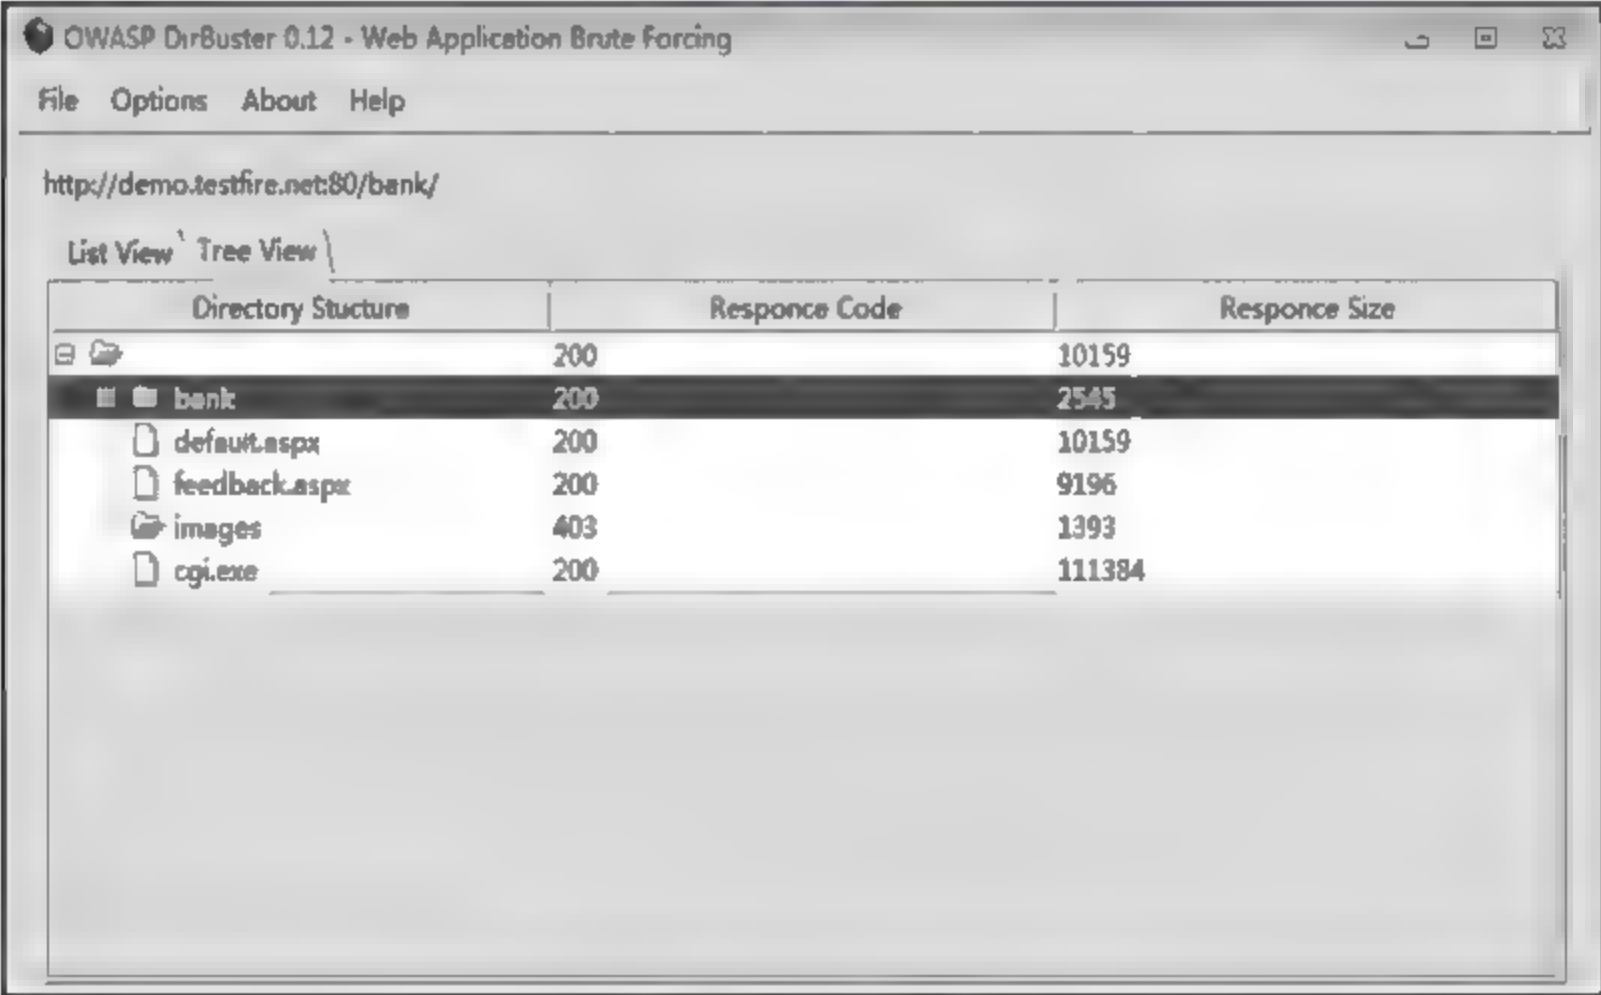 OWASP DirBuster 0.12 - Web Application Brute Forcing
File Options About Help
http://demo.testfire.net:80/bank/
List View Tree View
Directory Stucture Responce Code Responce Size
200 10159
bank 200 2545
default.aspx 200 10159
feedback.aspx 200 9196
images 403 1393
cgi.exe 200 111384